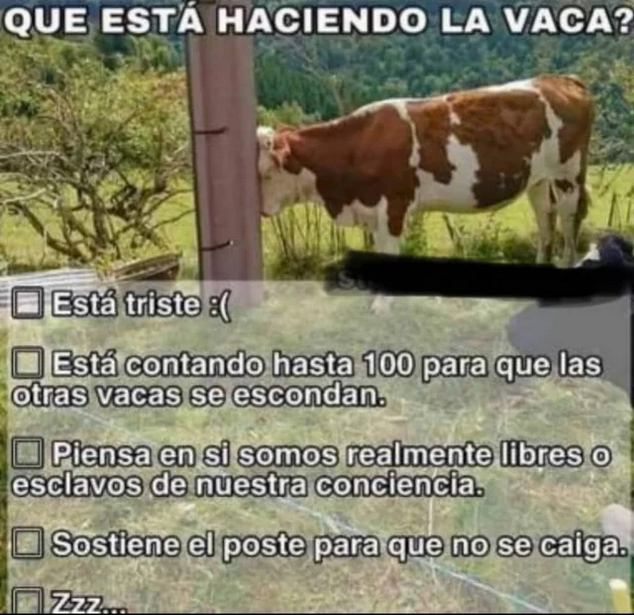 QUE ESTÁ HACIENDO LA VACA?
Está triste :(
Está contando hasta 100 para que las
otras vacas se escondan.
Piensa en si somos realmente libres o
esclavos de nuestra conciencia.
Sostiene el poste para que no se caiga.
Zzz...